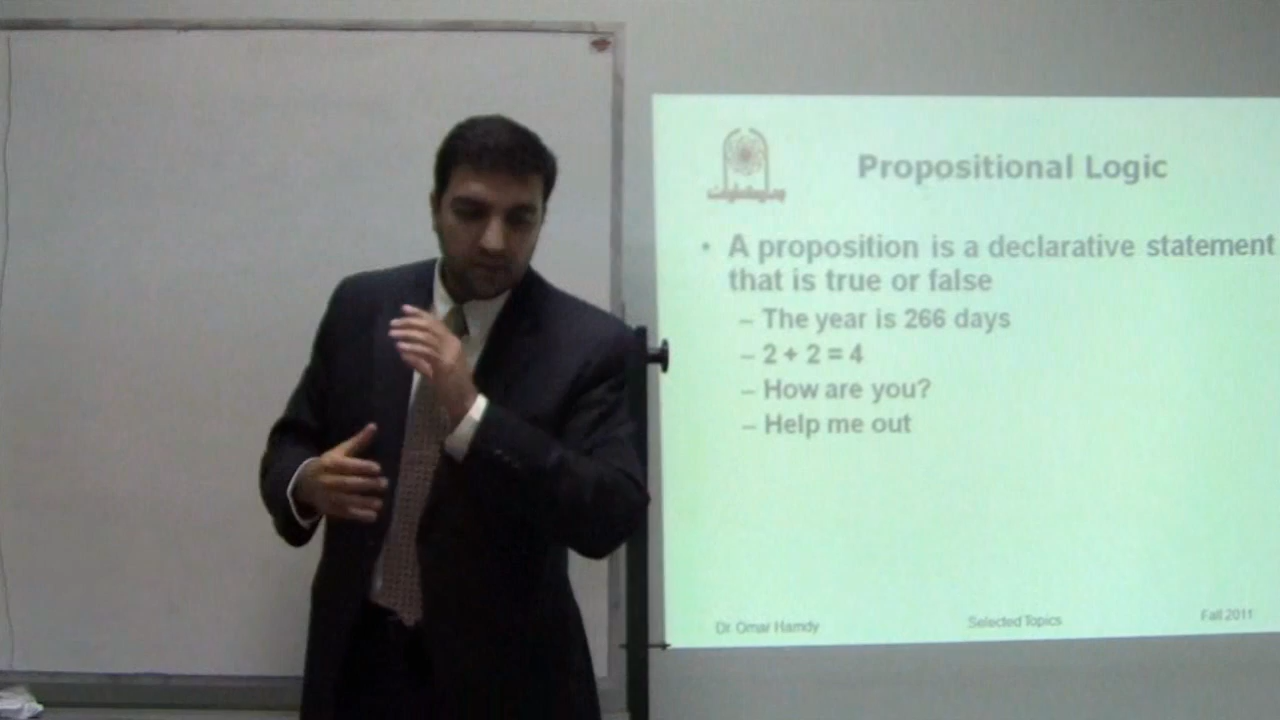 Propositional Logic
• A proposition is a declarative statement
that is true or false
– The year is 266 days
– 2 + 2 = 4
– How are you?
– Help me out
Dr. Omar Hamdy
Selected Topics
Fall 2011